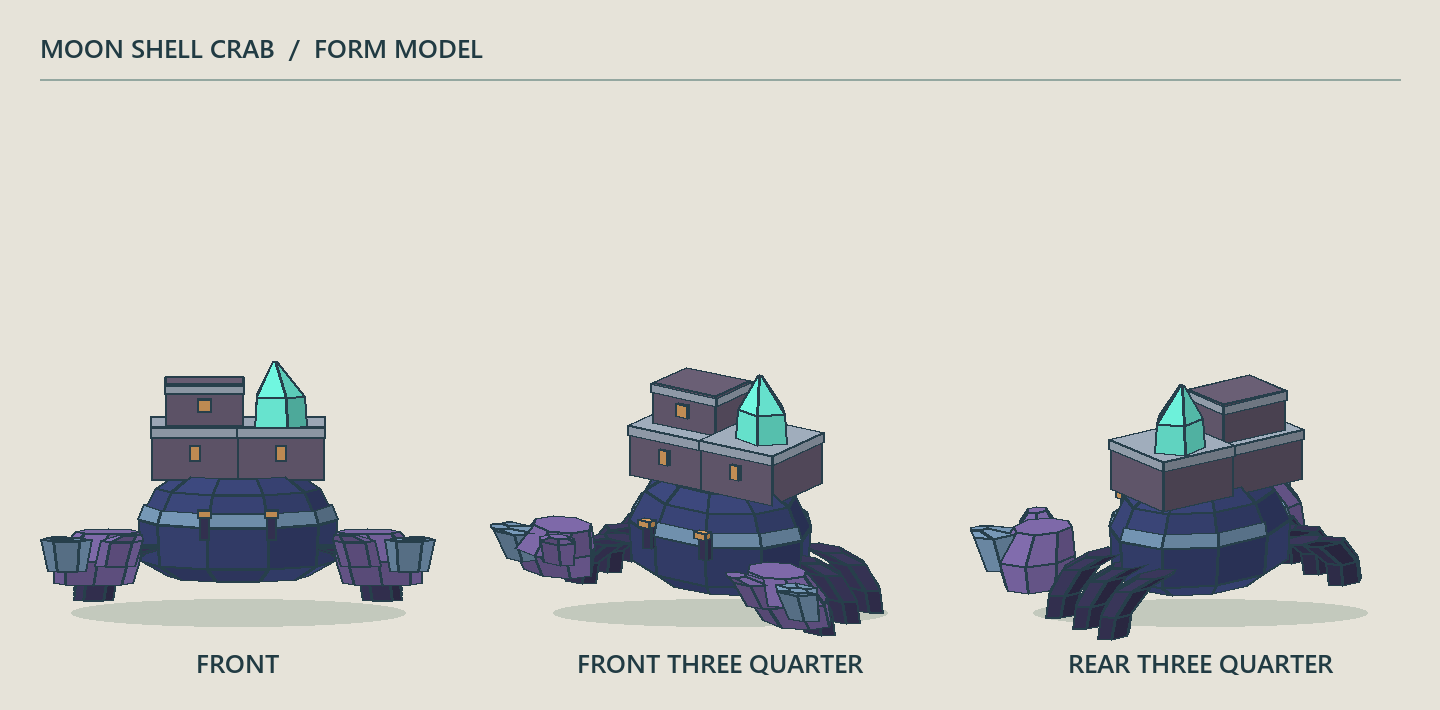 MOON SHELL CRAB / FORM MODEL
FRONT
FRONT THREE QUARTER
REAR THREE QUARTER